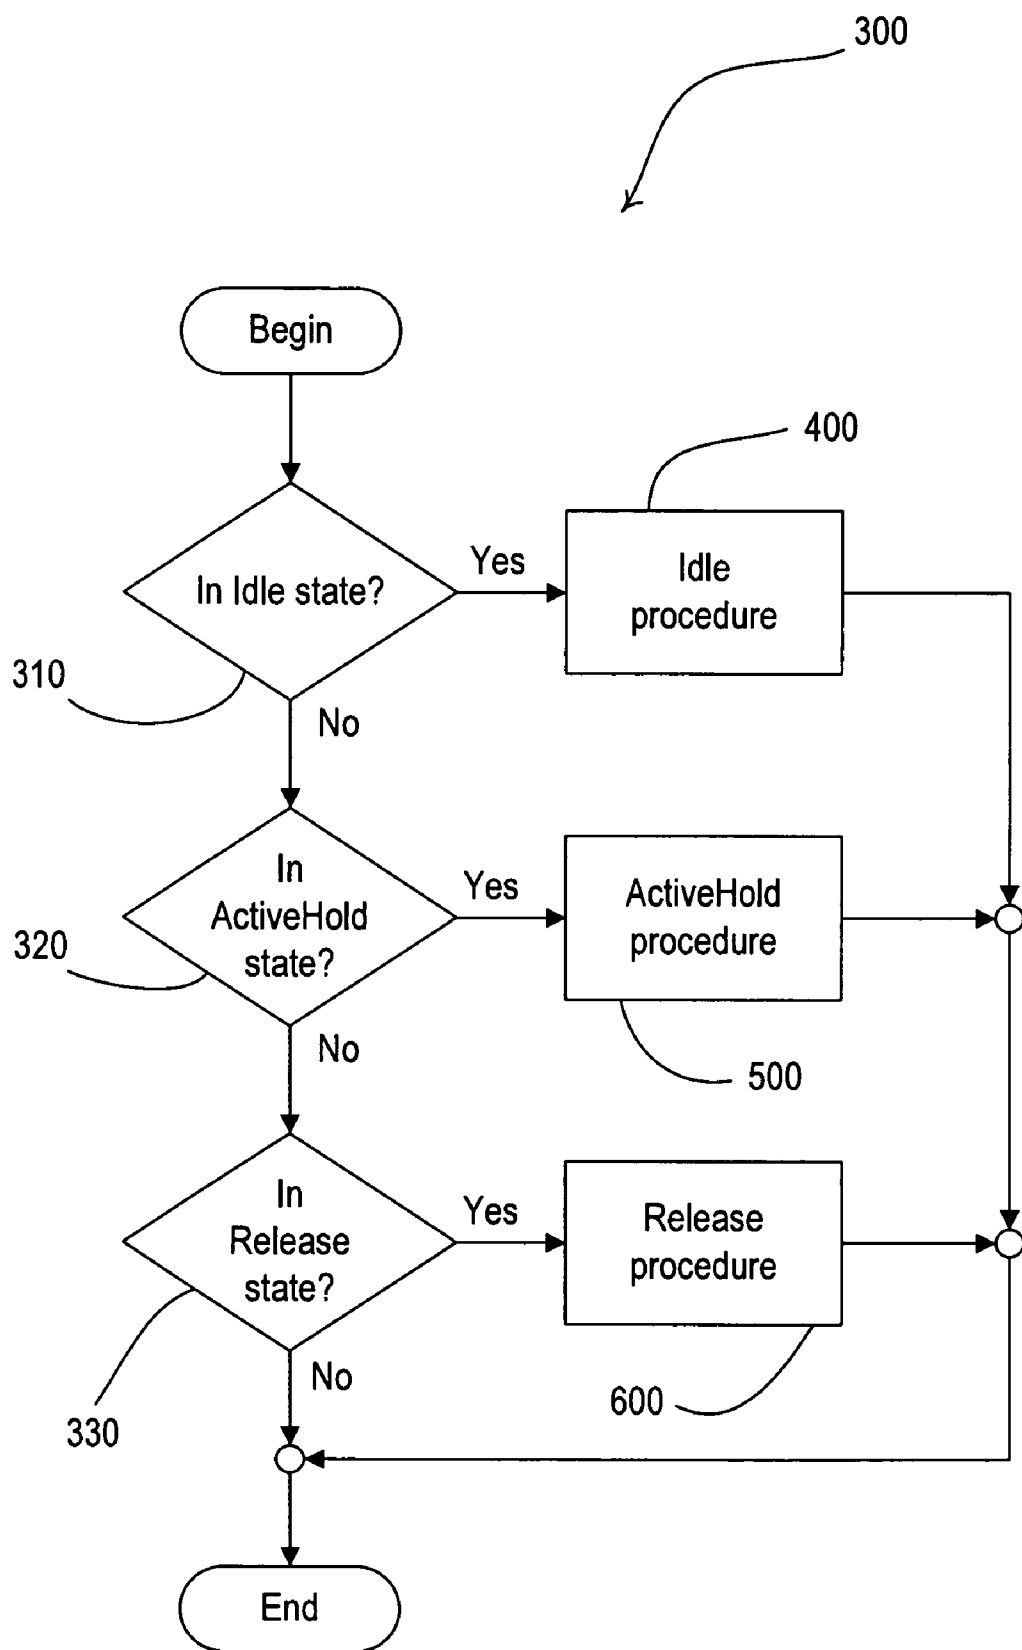 300
Begin
400
In Idle state?
Yes
Idle
procedure
310
No
In
ActiveHold
state?
Yes
ActiveHold
procedure
320
No
500
In
Release
state?
Yes
Release
procedure
No
600
330
End